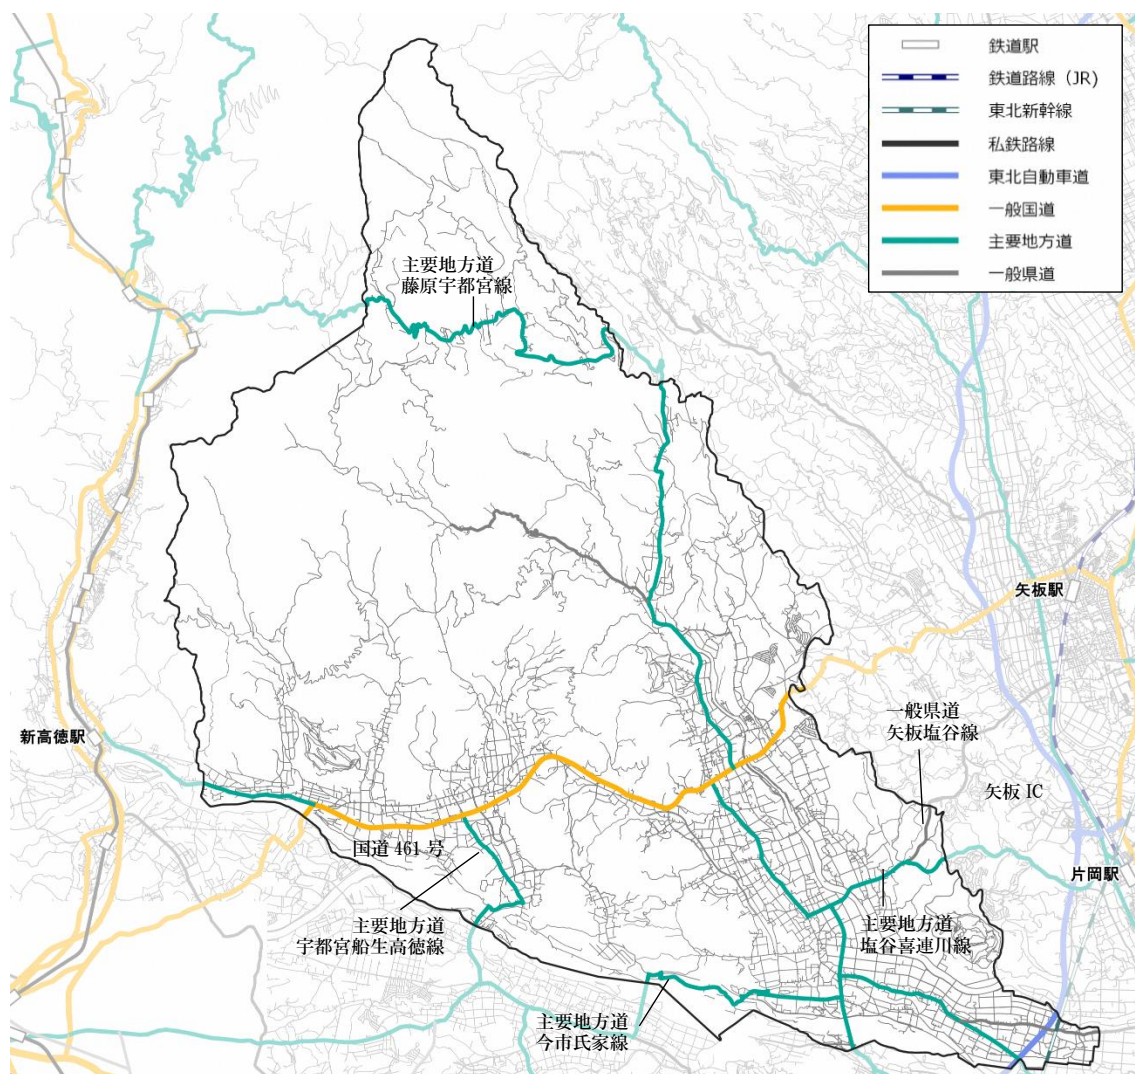 鉄道駅
鉄道路線（JR）
東北新幹線
私鉄路線
東北自動車道
一般国道
主要地方道
一般県道
主要地方道
藤原宇都宮線
矢板駅
一般県道
矢板塩谷線
新高徳駅
矢板 IC
国道 461 号
片岡駅
主要地方道
宇都宮船生高徳線
主要地方道
塩谷喜連川線
主要地方道
今市氏家線